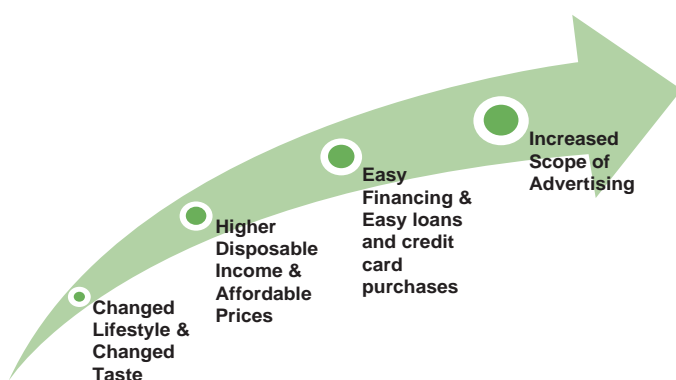 Changed
Lifestyle &
Changed
Taste
Higher
Disposable
Income &
Affordable
Prices
Easy
Financing &
Easy loans
and credit
card
purchases
Increased
Scope of
Advertising